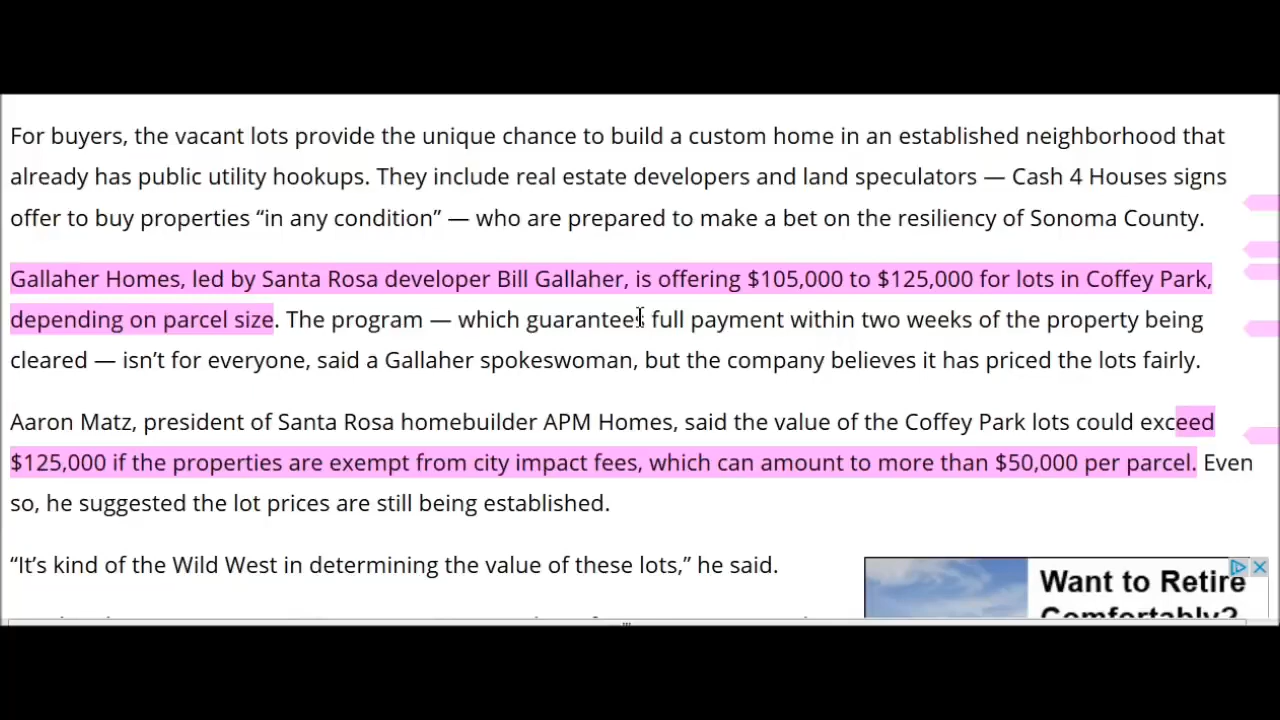 For buyers, the vacant lots provide the unique chance to build a custom home in an established neighborhood that
already has public utility hookups. They include real estate developers and land speculators — Cash 4 Houses signs
offer to buy properties “in any condition” — who are prepared to make a bet on the resiliency of Sonoma County.
Gallaher Homes, led by Santa Rosa developer Bill Gallaher, is offering $105,000 to $125,000 for lots in Coffey Park,
depending on parcel size. The program — which guarantees full payment within two weeks of the property being
cleared — isn’t for everyone, said a Gallaher spokeswoman, but the company believes it has priced the lots fairly.
Aaron Matz, president of Santa Rosa homebuilder APM Homes, said the value of the Coffey Park lots could exceed
$125,000 if the properties are exempt from city impact fees, which can amount to more than $50,000 per parcel. Even
so, he suggested the lot prices are still being established.
“It’s kind of the Wild West in determining the value of these lots,” he said.
Want to Retire
Comfortably?